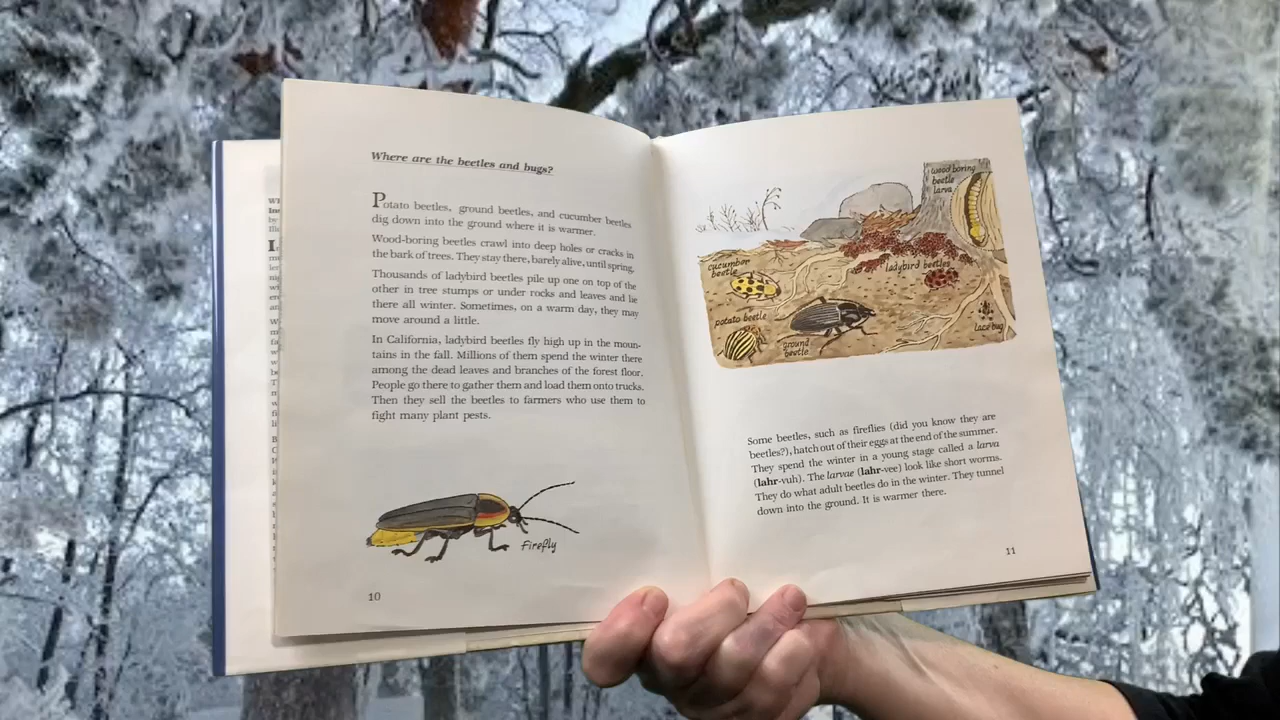 Where are the beetles and bugs?
Potato beetles, ground beetles, and cucumber beetles
dig down into the ground where it is warmer.
Wood-boring beetles crawl into deep holes or cracks in
the bark of trees. They stay there, barely alive, until spring.
Thousands of ladybird beetles pile up one on top of the
other in tree stumps or under rocks and leaves and lie
there all winter. Sometimes, on a warm day, they may
move around a little.
In California, ladybird beetles fly high up in the moun-
tains in the fall. Millions of them spend the winter there
among the dead leaves and branches of the forest floor.
People go there to gather them and load them onto trucks.
Then they sell the beetles to farmers who use them to
fight many plant pests.
Firefly
10
wood boring
beetle
larva
cucumber
beetle
ladybird beetles
potato beetle
ground
beetle
lace bug
Some beetles, such as fireflies (did you know they are
beetles?), hatch out of their eggs at the end of the summer.
They spend the winter in a young stage called a larva
(lahr-vuh). The larvae (lahr-vee) look like short worms.
They do what adult beetles do in the winter. They tunnel
down into the ground. It is warmer there.
11